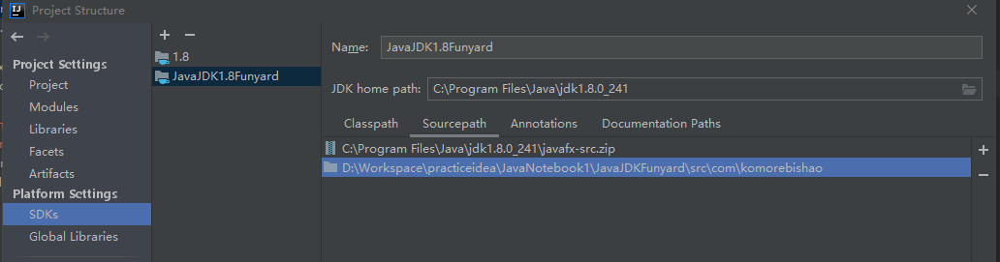 Project Structure
Project Settings
Project
Modules
Libraries
Facets
Artifacts
Platform Settings
SDKs
Global Libraries
1.8
JavaJDK1.8Funyard
Name: JavaJDK1.8Funyard
JDK home path: C:\Program Files\Java\jdk1.8.0_241
Classpath Sourcepath Annotations Documentation Paths
C:\Program Files\Java\jdk1.8.0_241\javafx-src.zip
D:\Workspace\practiceidea\JavaNotebook1\JavaJDKFunyard\src\com\komorebishao